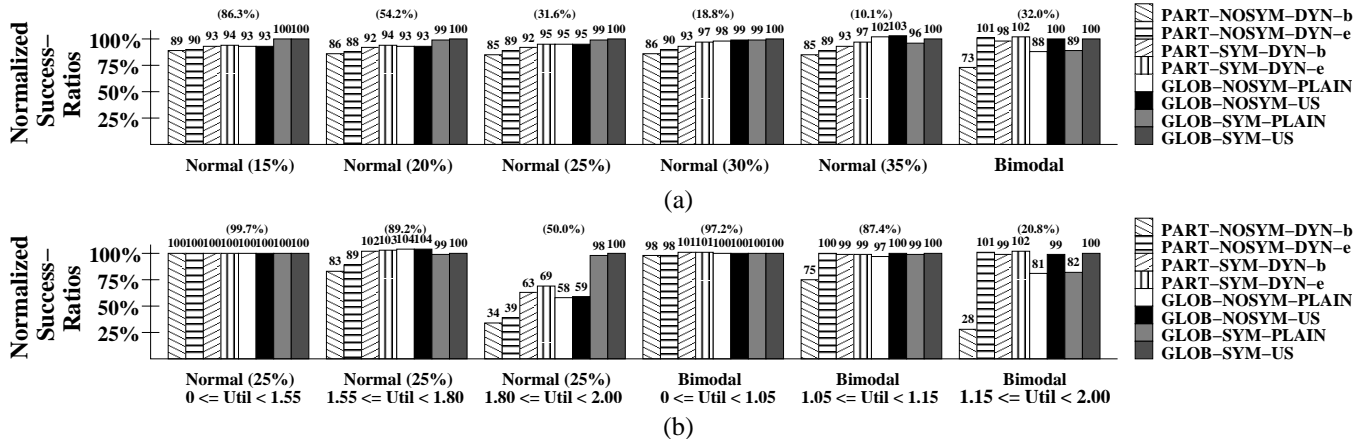 (86.3%) (54.2%) (31.6%) (18.8%) (10.1%) (32.0%)
Normalized Success–Ratios
100%
75%
50%
25%
89 90 93 94 93 93 100 100
86 88 92 94 93 93 99 100
85 89 92 95 95 95 99 100
86 90 93 97 98 99 99 100
85 89 93 97 102 103 96 100
73 101 98 102 88 100 89 100
Normal (15%) Normal (20%) Normal (25%) Normal (30%) Normal (35%) Bimodal
PART–NOSYM–DYN–b
PART–NOSYM–DYN–e
PART–SYM–DYN–b
PART–SYM–DYN–e
GLOB–NOSYM–PLAIN
GLOB–NOSYM–US
GLOB–SYM–PLAIN
GLOB–SYM–US
(a)
(99.7%) (89.2%) (50.0%) (97.2%) (87.4%) (20.8%)
Normalized Success–Ratios
100%
75%
50%
25%
100 100 100 100 100 100 100 100
83 89 102 103 104 104 99 100
34 39 63 69 58 59 98 100
98 98 101 101 100 100 100 100
75 100 99 99 97 100 99 100
28 101 99 102 81 99 82 100
Normal (25%) Normal (25%) Normal (25%) Bimodal Bimodal Bimodal
0 <= Util < 1.55 1.55 <= Util < 1.80 1.80 <= Util < 2.00 0 <= Util < 1.05 1.05 <= Util < 1.15 1.15 <= Util < 2.00
PART–NOSYM–DYN–b
PART–NOSYM–DYN–e
PART–SYM–DYN–b
PART–SYM–DYN–e
GLOB–NOSYM–PLAIN
GLOB–NOSYM–US
GLOB–SYM–PLAIN
GLOB–SYM–US
(b)